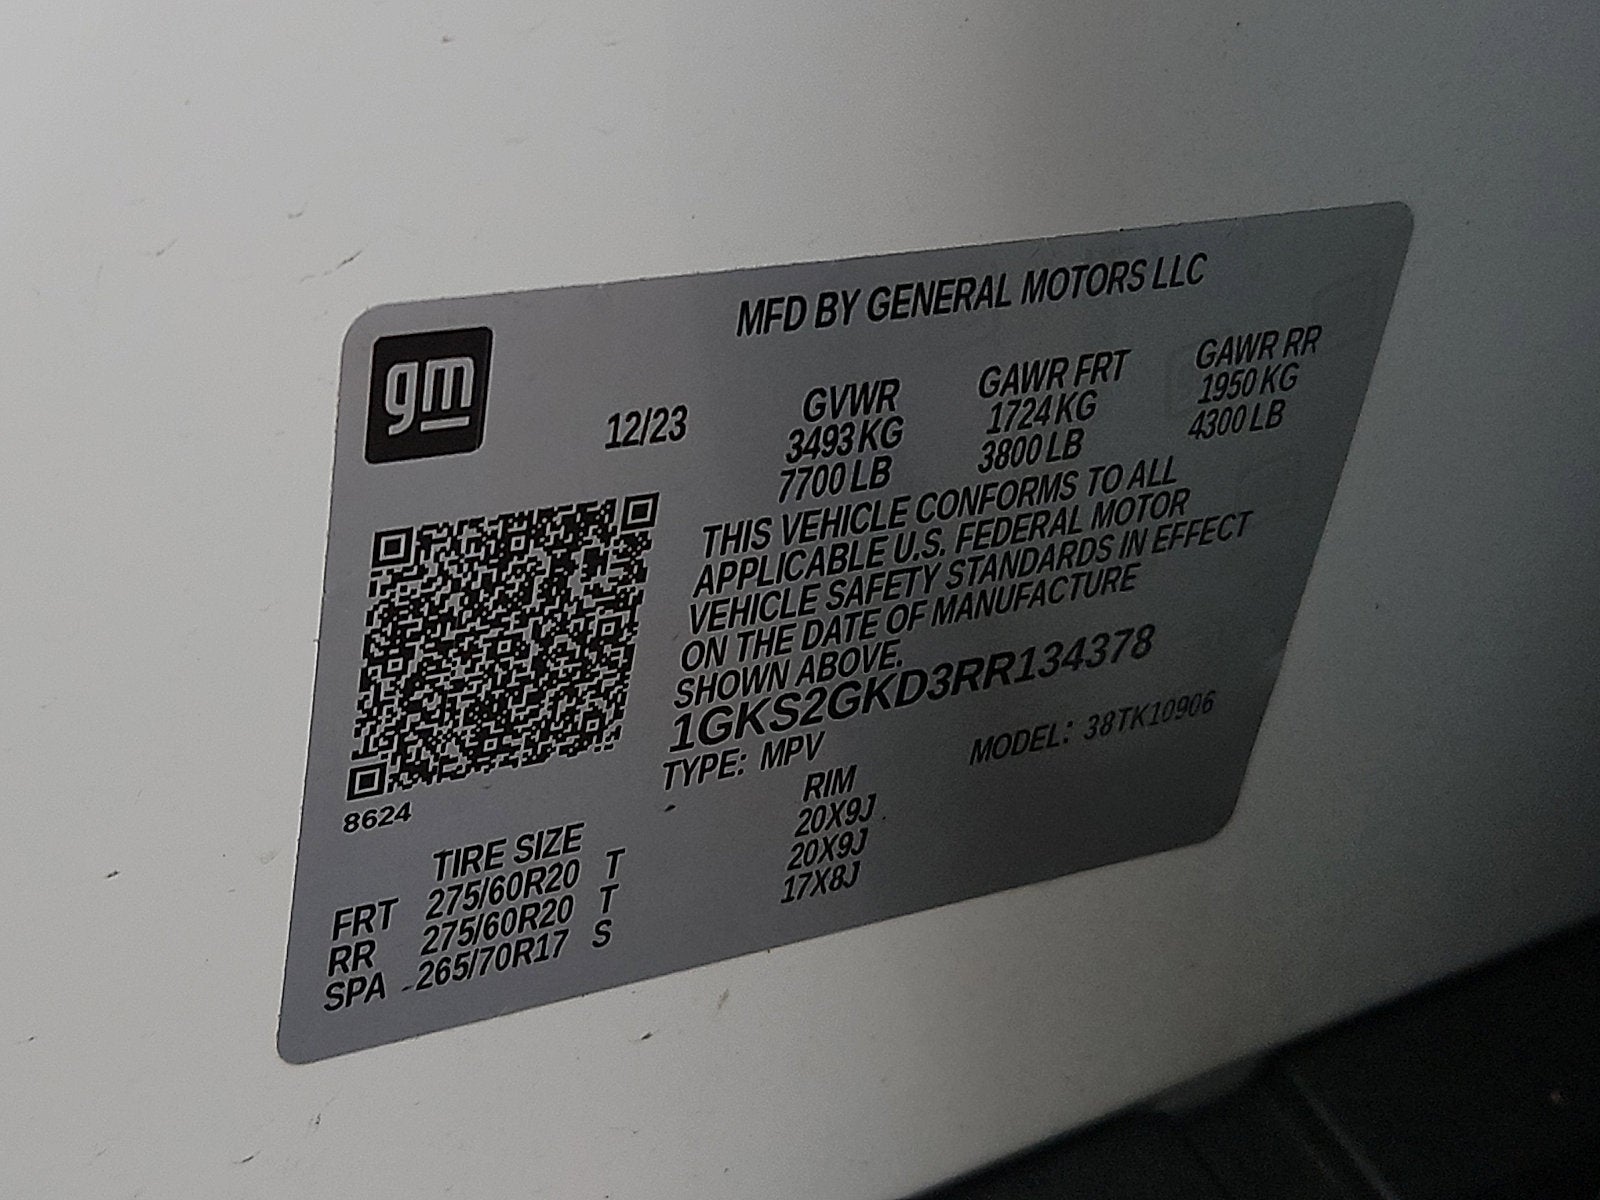 MFD BY GENERAL MOTORS LLC
gm
12/23
GVWR GAWR FRT GAWR RR
3493 KG 1724 KG 1950 KG
7700 LB 3800 LB 4300 LB
THIS VEHICLE CONFORMS TO ALL
APPLICABLE U.S. FEDERAL MOTOR
VEHICLE SAFETY STANDARDS IN EFFECT
ON THE DATE OF MANUFACTURE
SHOWN ABOVE.
1GKS2GKD3RR134378
TYPE: MPV MODEL: 38TK10906
8624
TIRE SIZE RIM
FRT 275/60R20 T 20X9J
RR 275/60R20 T 20X9J
SPA 265/70R17 S 17X8J